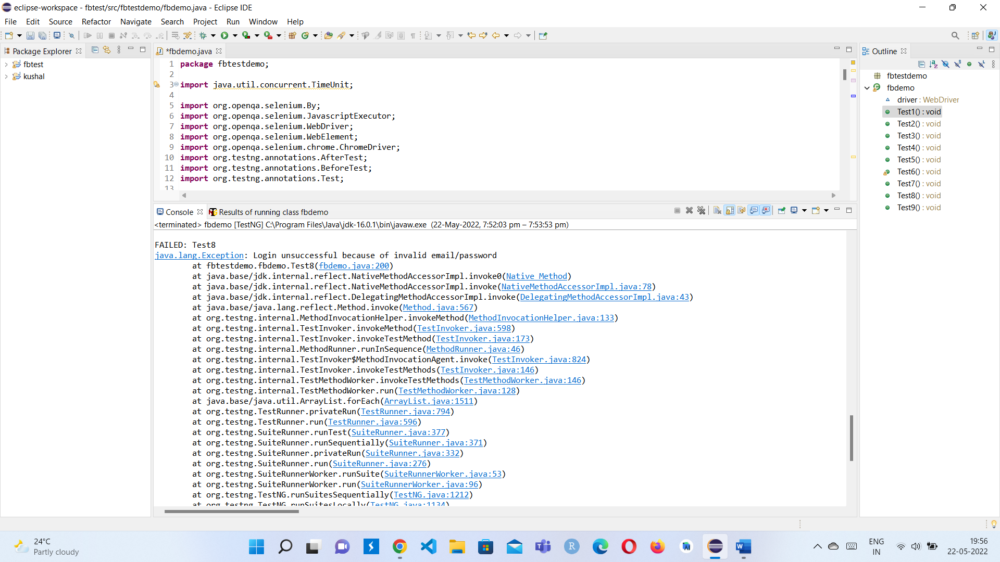 eclipse-workspace - fbtest/src/fbtestdemo/fbdemo.java - Eclipse IDE
File Edit Source Refactor Navigate Search Project Run Window Help
Package Explorer
fbtest
kushal
*fbdemo.java
1 package fbtestdemo;
2
3 import java.util.concurrent.TimeUnit;
4
5 import org.openqa.selenium.By;
6 import org.openqa.selenium.JavascriptExecutor;
7 import org.openqa.selenium.WebDriver;
8 import org.openqa.selenium.WebElement;
9 import org.openqa.selenium.chrome.ChromeDriver;
10 import org.testng.annotations.AfterTest;
11 import org.testng.annotations.BeforeTest;
12 import org.testng.annotations.Test;
13
Console Results of running class fbdemo
<terminated> fbdemo [TestNG] C:\Program Files\Java\jdk-16.0.1\bin\javaw.exe (22-May-2022, 7:52:03 pm – 7:53:53 pm)
FAILED: Test8
java.lang.Exception: Login unsuccessful because of invalid email/password
at fbtestdemo.fbdemo.Test8(fbdemo.java:200)
at java.base/jdk.internal.reflect.NativeMethodAccessorImpl.invoke0(Native Method)
at java.base/jdk.internal.reflect.NativeMethodAccessorImpl.invoke(NativeMethodAccessorImpl.java:78)
at java.base/jdk.internal.reflect.DelegatingMethodAccessorImpl.invoke(DelegatingMethodAccessorImpl.java:43)
at java.base/java.lang.reflect.Method.invoke(Method.java:567)
at org.testng.internal.MethodInvocationHelper.invokeMethod(MethodInvocationHelper.java:133)
at org.testng.internal.TestInvoker.invokeMethod(TestInvoker.java:598)
at org.testng.internal.TestInvoker.invokeTestMethod(TestInvoker.java:173)
at org.testng.internal.MethodRunner.runInSequence(MethodRunner.java:46)
at org.testng.internal.TestInvoker$MethodInvocationAgent.invoke(TestInvoker.java:824)
at org.testng.internal.TestInvoker.invokeTestMethods(TestInvoker.java:146)
at org.testng.internal.TestMethodWorker.invokeTestMethods(TestMethodWorker.java:146)
at org.testng.internal.TestMethodWorker.run(TestMethodWorker.java:128)
at java.base/java.util.ArrayList.forEach(ArrayList.java:1511)
at org.testng.TestRunner.privateRun(TestRunner.java:794)
at org.testng.TestRunner.run(TestRunner.java:596)
at org.testng.SuiteRunner.runTest(SuiteRunner.java:377)
at org.testng.SuiteRunner.runSequentially(SuiteRunner.java:371)
at org.testng.SuiteRunner.privateRun(SuiteRunner.java:332)
at org.testng.SuiteRunner.run(SuiteRunner.java:276)
at org.testng.SuiteRunnerWorker.runSuite(SuiteRunnerWorker.java:53)
at org.testng.SuiteRunnerWorker.run(SuiteRunnerWorker.java:96)
at org.testng.TestNG.runSuitesSequentially(TestNG.java:1212)
at org.testng.TestNG.runSuitesLocally(TestNG.java:1134)
Outline
fbtestdemo
fbdemo
driver : WebDriver
Test1() : void
Test2() : void
Test3() : void
Test4() : void
Test5() : void
Test6() : void
Test7() : void
Test8() : void
Test9() : void
24°C
Partly cloudy
ENG
IN
19:56
22-05-2022